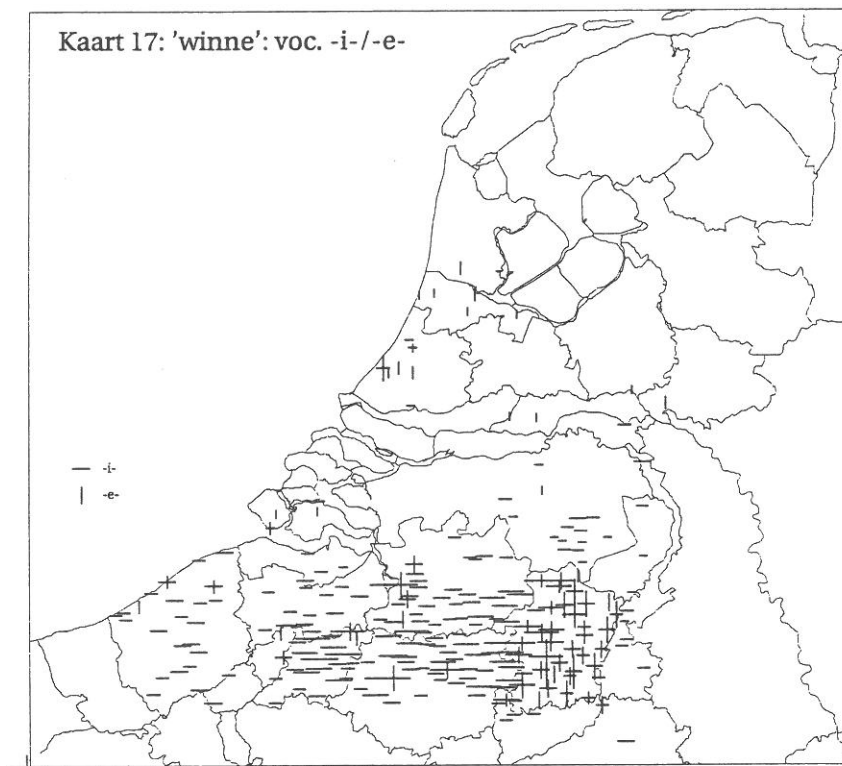 Kaart 17: 'winne': voc. -i-/-e-
— -i-
| -e-